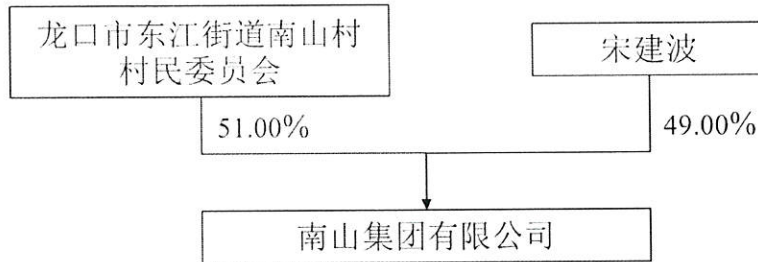 龙口市东江街道南山村
村民委员会
宋建波
51.00%
49.00%
南山集团有限公司